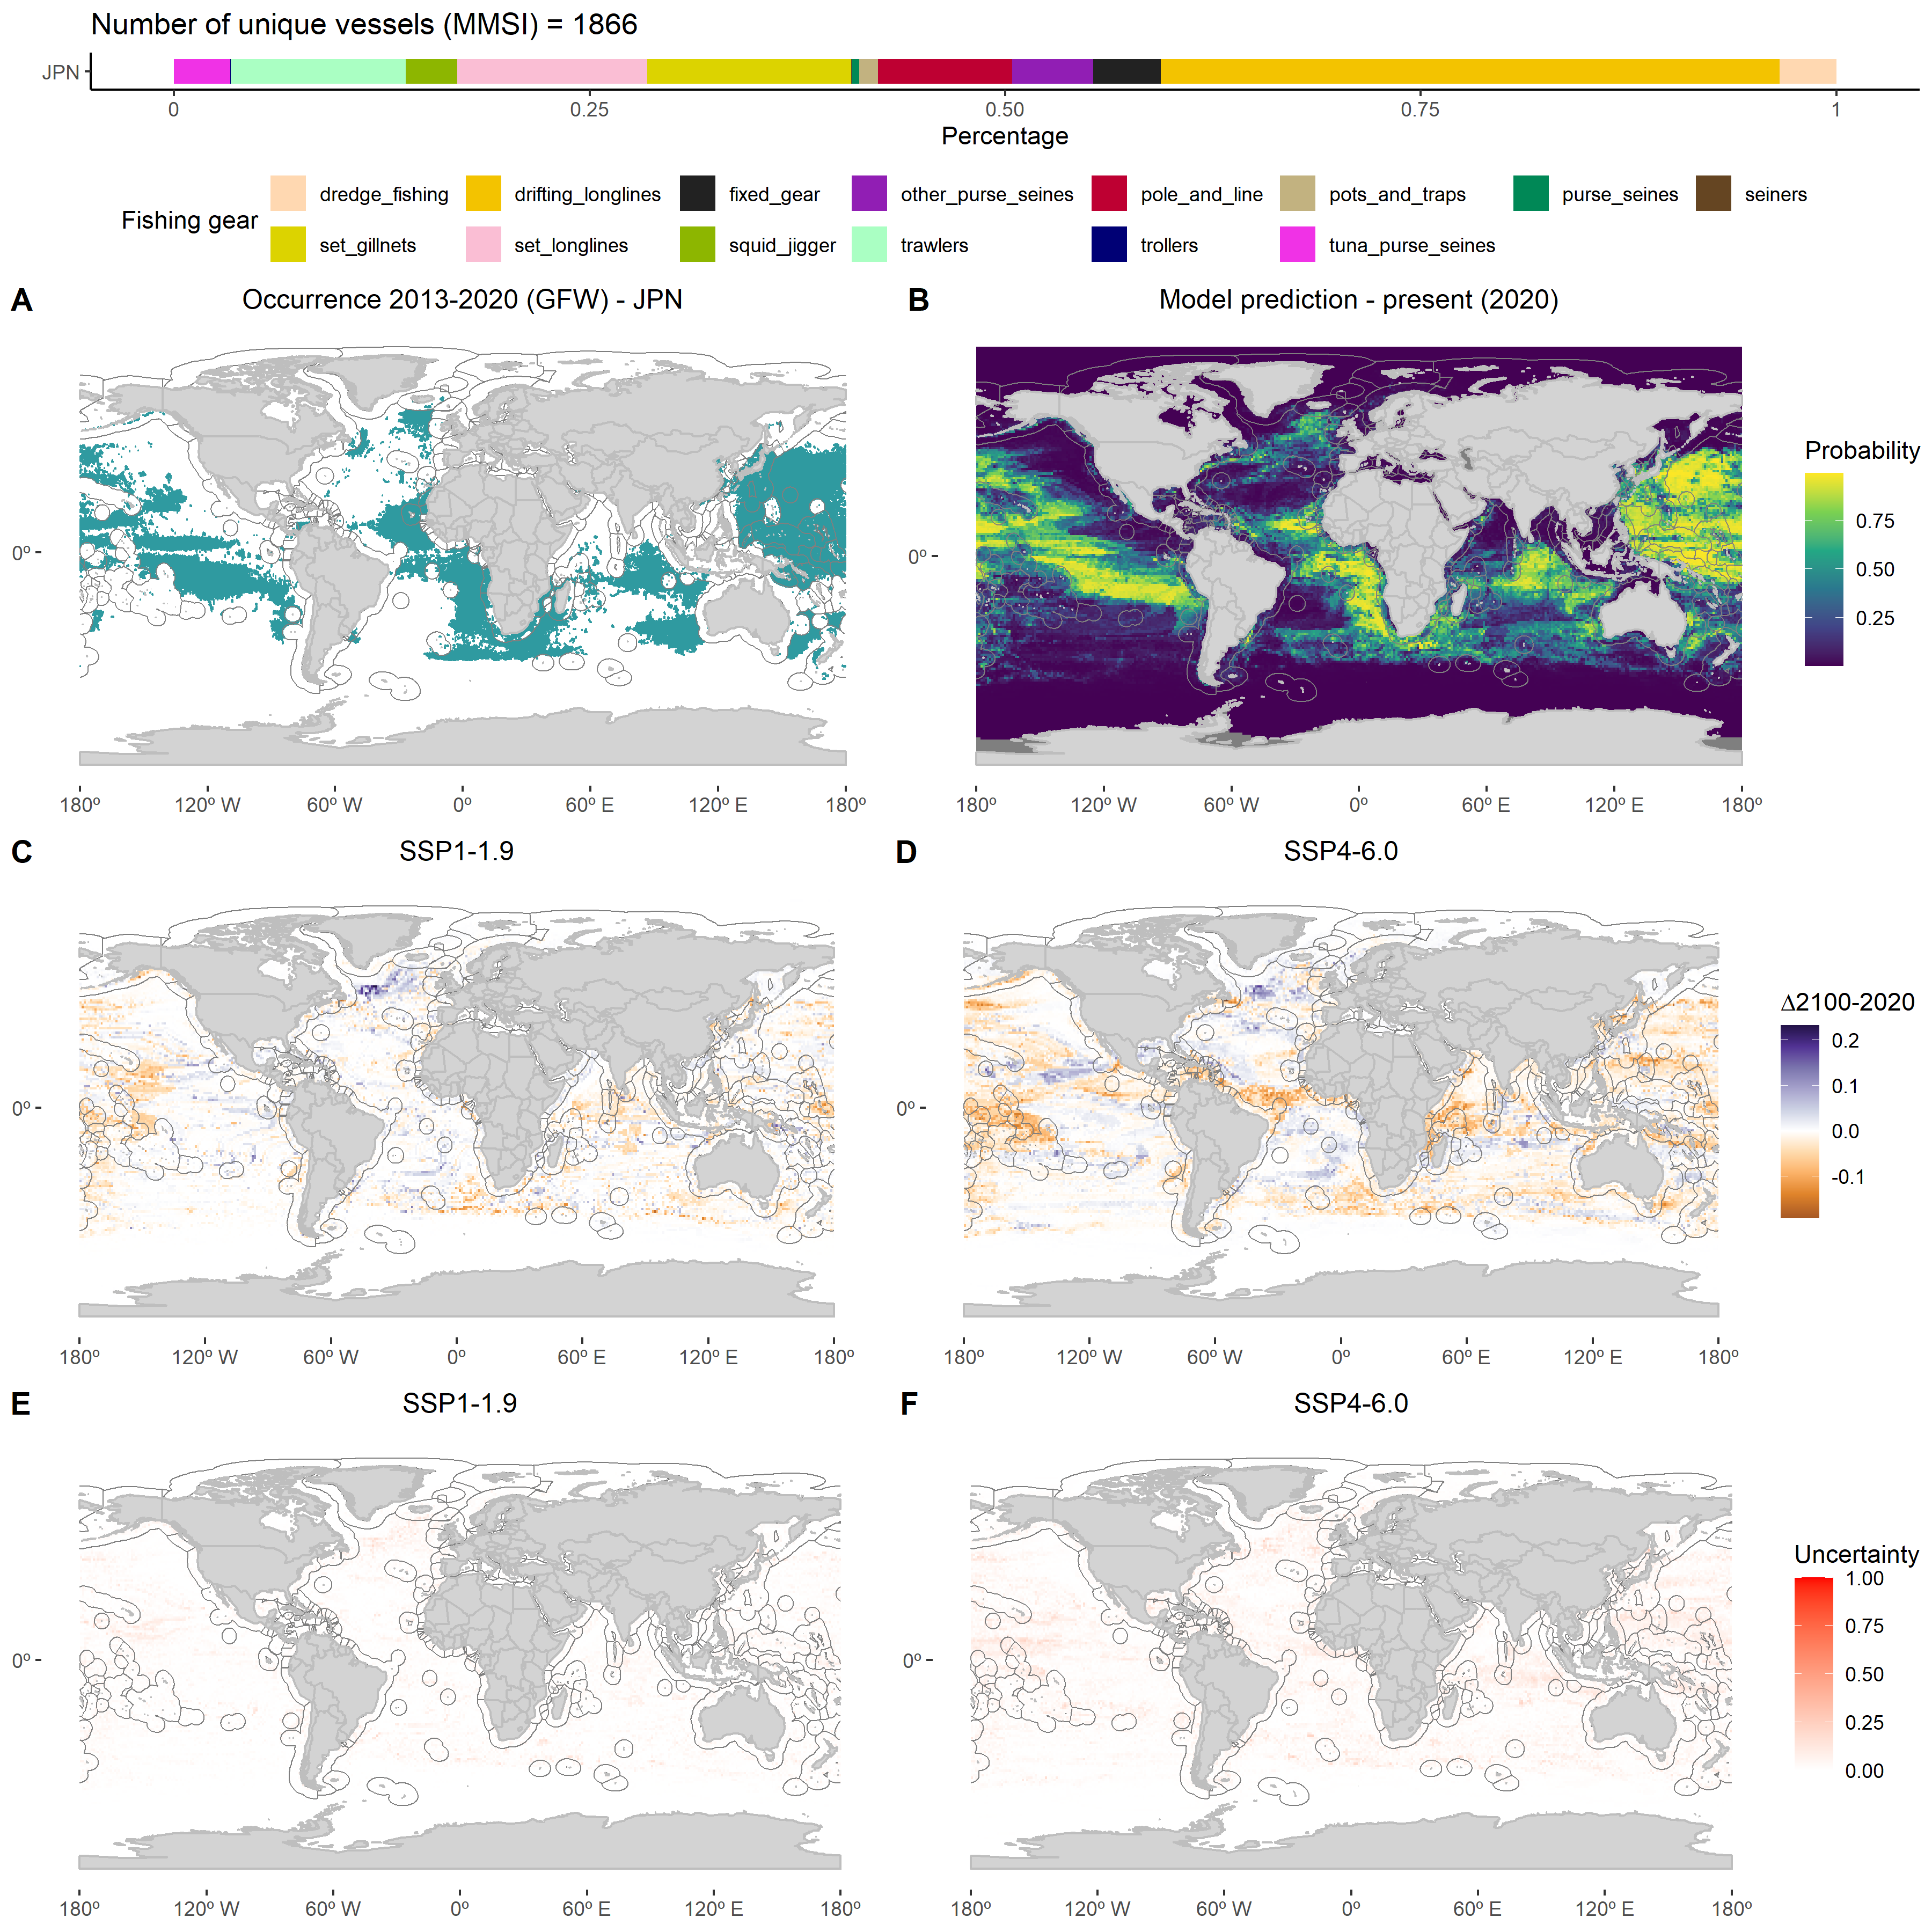 Number of unique vessels (MMSI) = 1866
JPN
0 0.25 0.50 0.75 1
Percentage
Fishing gear
dredge_fishing drifting_longlines fixed_gear other_purse_seines pole_and_line pots_and_traps purse_seines seiners
set_gillnets set_longlines squid_jigger trawlers trollers tuna_purse_seines
A Occurrence 2013-2020 (GFW) - JPN
0º
180º 120º W 60º W 0º 60º E 120º E 180º
B Model prediction - present (2020)
0º
180º 120º W 60º W 0º 60º E 120º E 180º
Probability
0.75
0.50
0.25
C SSP1-1.9
0º
180º 120º W 60º W 0º 60º E 120º E 180º
D SSP4-6.0
0º
180º 120º W 60º W 0º 60º E 120º E 180º
Δ2100-2020
0.2
0.1
0.0
-0.1
E SSP1-1.9
0º
180º 120º W 60º W 0º 60º E 120º E 180º
F SSP4-6.0
0º
180º 120º W 60º W 0º 60º E 120º E 180º
Uncertainty
1.00
0.75
0.50
0.25
0.00